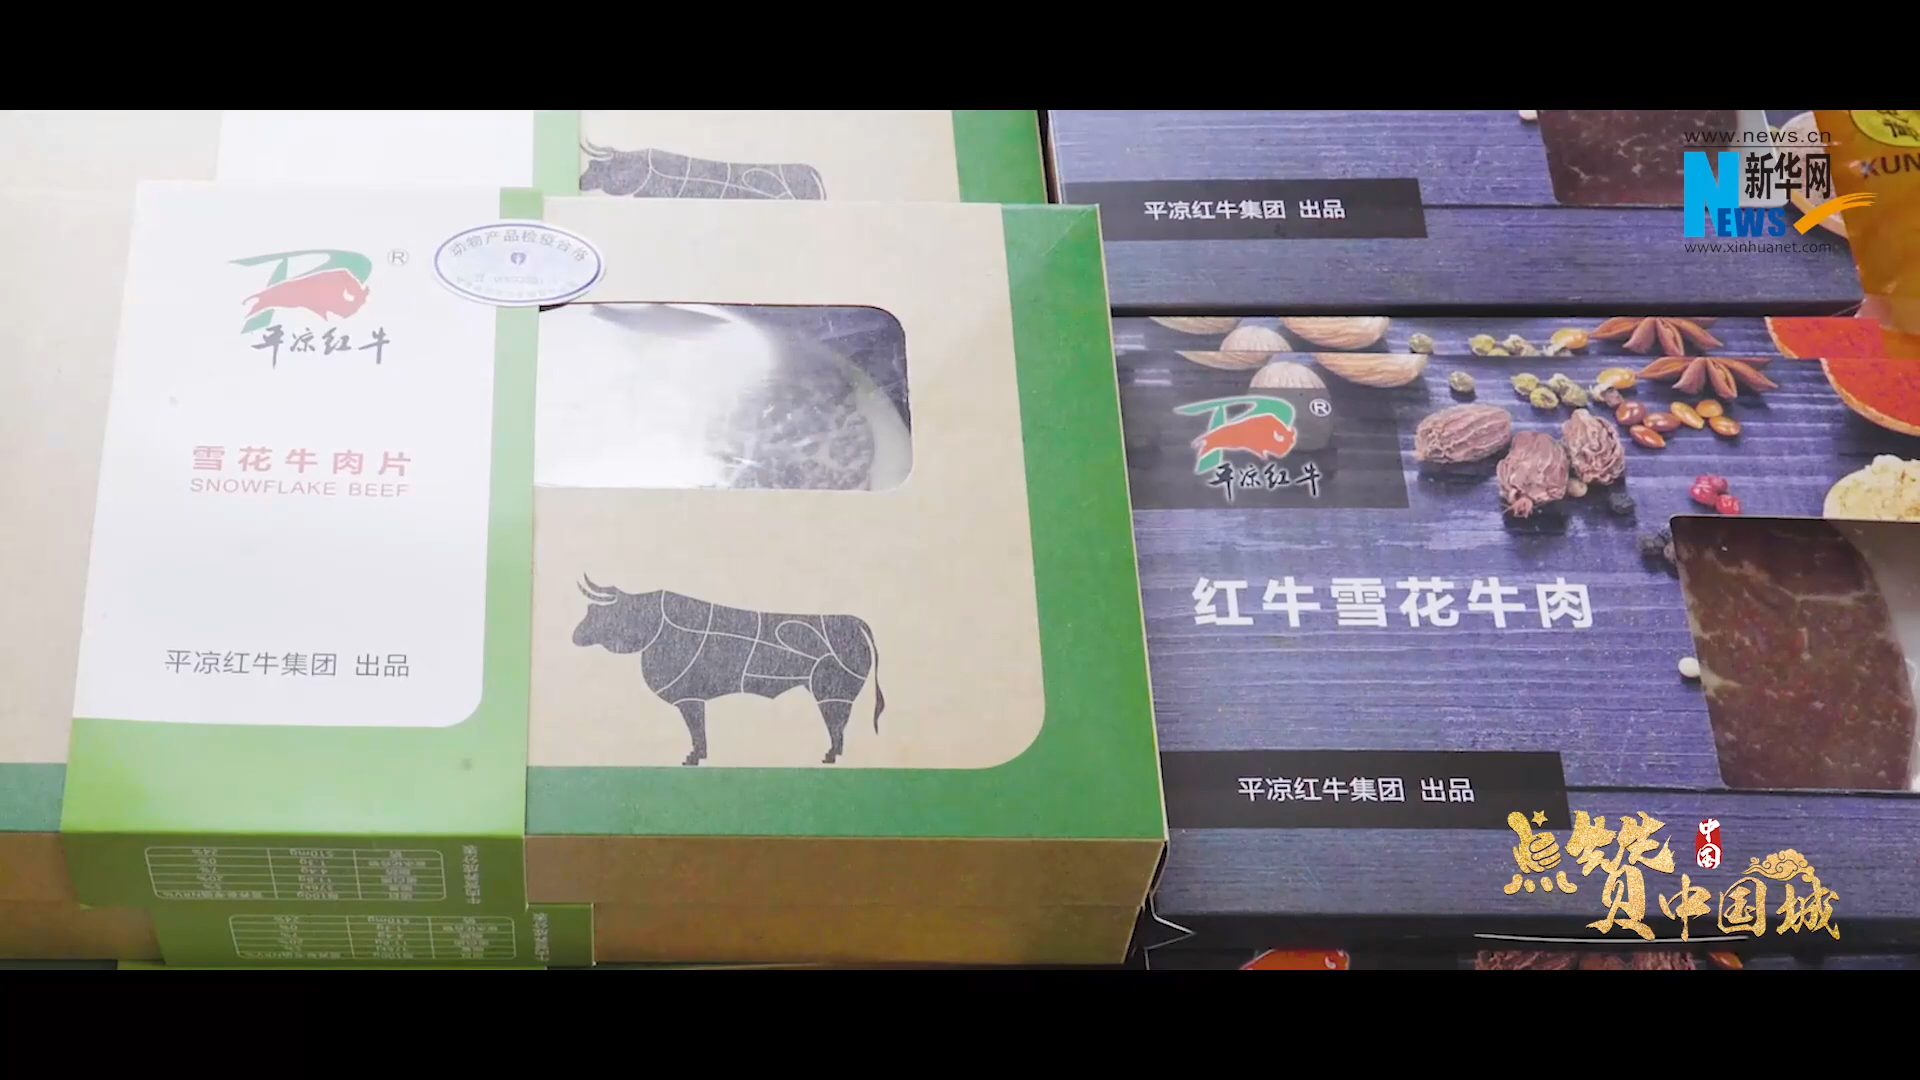 www.news.cn
新华网
NEWS
www.xinhuanet.com
XUN
平凉红牛集团 出品
动物产品检疫合格
®
平凉红牛
雪花牛肉片
SNOWFLAKE BEEF
平凉红牛集团 出品
®
平凉红牛
红牛雪花牛肉
平凉红牛集团 出品
点赞
中国
中国城